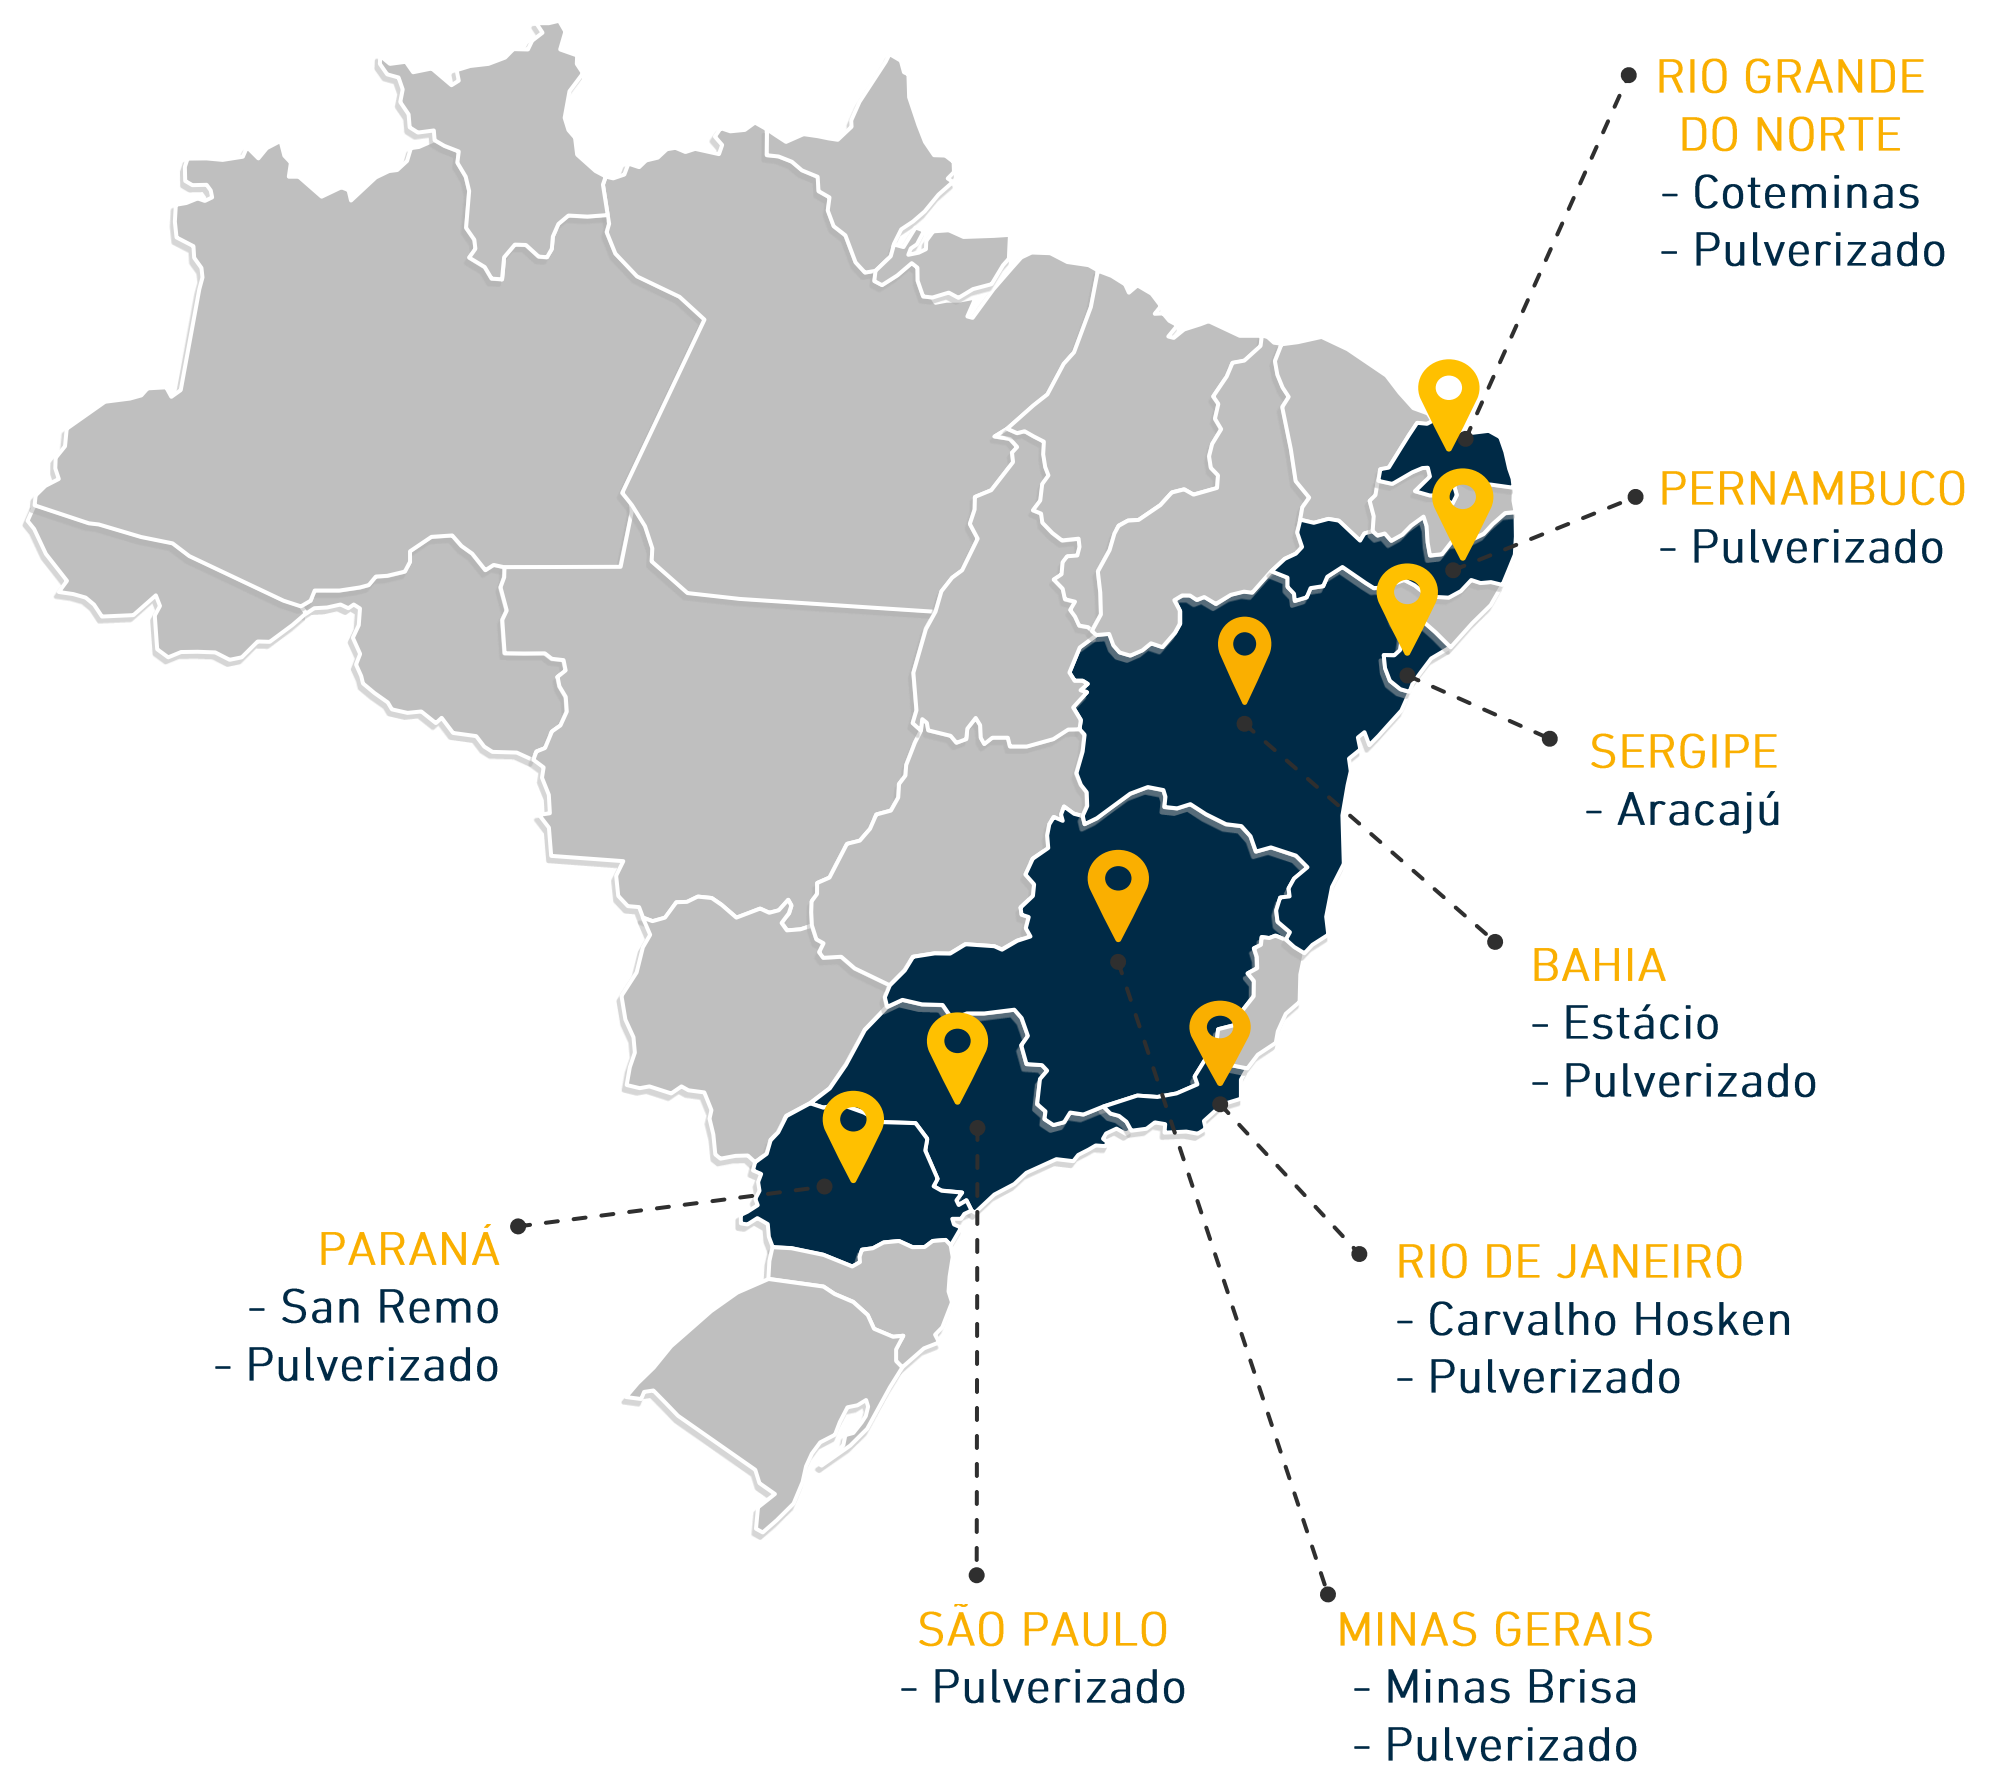 RIO GRANDE
DO NORTE
- Coteminas
- Pulverizado
PERNAMBUCO
- Pulverizado
SERGIPE
- Aracajú
BAHIA
- Estácio
- Pulverizado
PARANÁ
- San Remo
- Pulverizado
RIO DE JANEIRO
- Carvalho Hosken
- Pulverizado
SÃO PAULO
- Pulverizado
MINAS GERAIS
- Minas Brisa
- Pulverizado